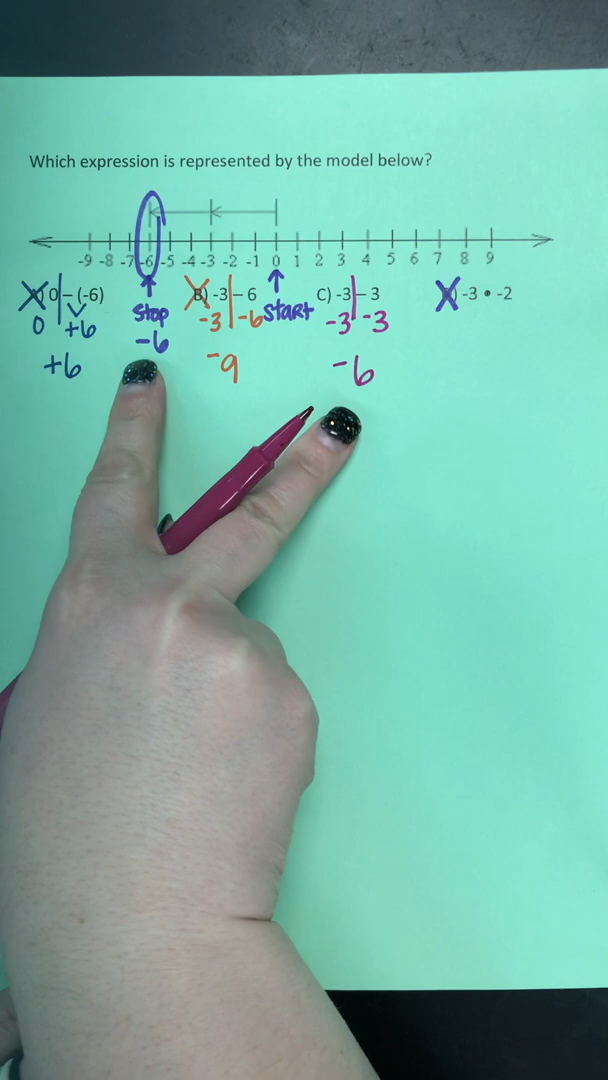 Which expression is represented by the model below?
-9 -8 -7 -6 -5 -4 -3 -2 -1 0 1 2 3 4 5 6 7 8 9
0 - (-6) B) -3 - 6 C) -3 - 3 -3 • -2
0 +6 Stop -3 -6 Start -3 -3
+6 -6 -9 -6